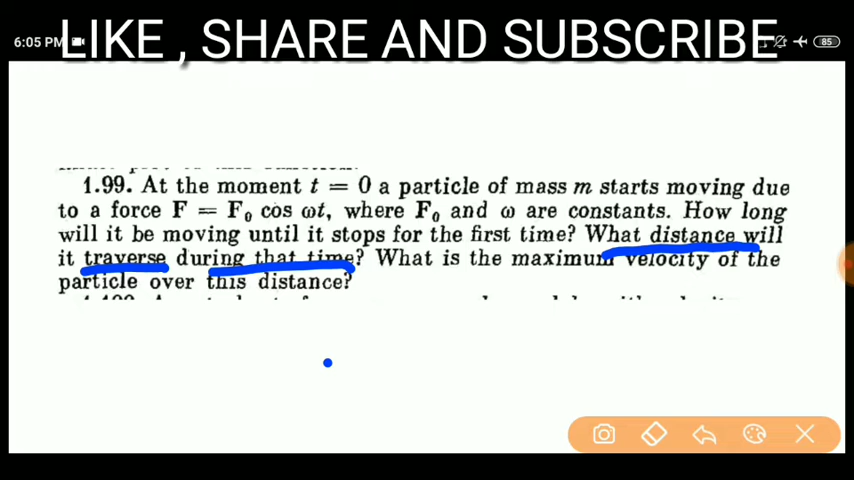 LIKE , SHARE AND SUBSCRIBE
6:05 PM
85
1.99. At the moment t = 0 a particle of mass m starts moving due
to a force F = F₀ cos ωt, where F₀ and ω are constants. How long
will it be moving until it stops for the first time? What distance will
it traverse during that time? What is the maximum velocity of the
particle over this distance?